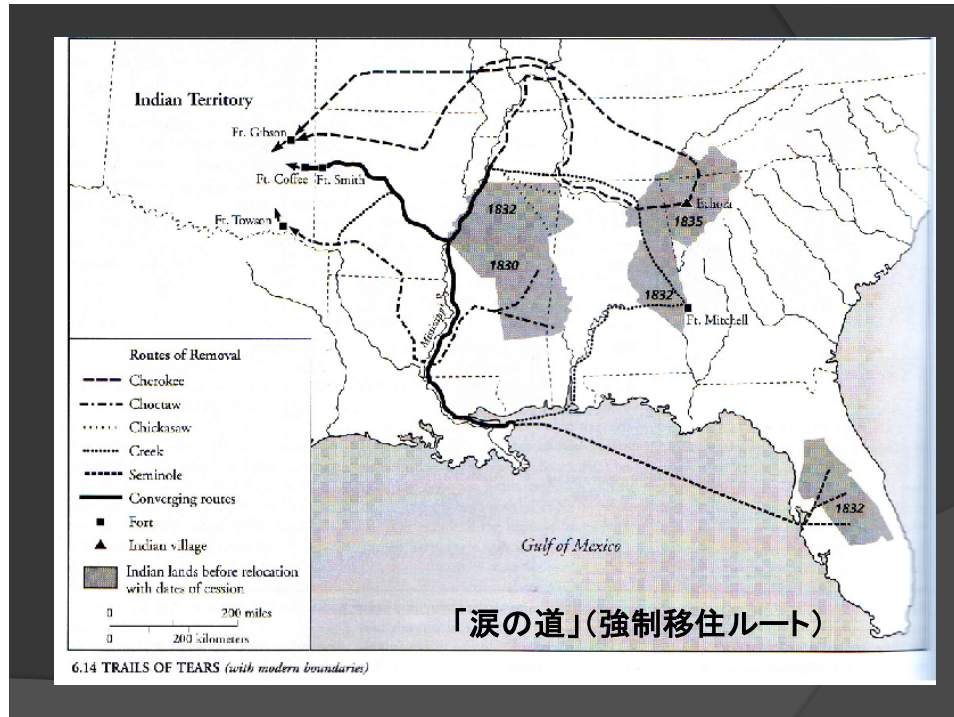 Indian Territory
Ft. Gibson
Ft. Coffee Ft. Smith
Ft. Towson
1832
1830
Echota
1835
1832
Ft. Mitchell
Mississippi R.
Routes of Removal
Cherokee
Choctaw
Chickasaw
Creek
Seminole
Converging routes
Fort
Indian village
Indian lands before relocation
with dates of cession
0 200 miles
0 200 kilometers
1832
Gulf of Mexico
「涙の道」（強制移住ルート）
6.14 TRAILS OF TEARS (with modern boundaries)